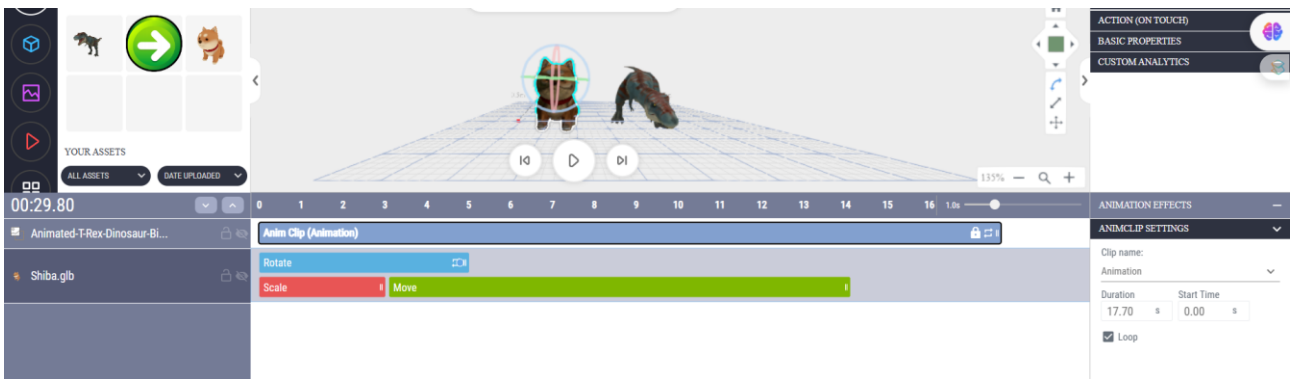 YOUR ASSETS
ALL ASSETS
DATE UPLOADED
135%
ACTION (ON TOUCH)
BASIC PROPERTIES
CUSTOM ANALYTICS
00:29.80
0 1 2 3 4 5 6 7 8 9 10 11 12 13 14 15 16 1.0s
ANIMATION EFFECTS
Animated-T-Rex-Dinosaur-Bi...
Anim Clip (Animation)
ANIMCLIP SETTINGS
Shiba.glb
Rotate
Scale
Move
Clip name:
Animation
Duration Start Time
17.70 s 0.00 s
Loop